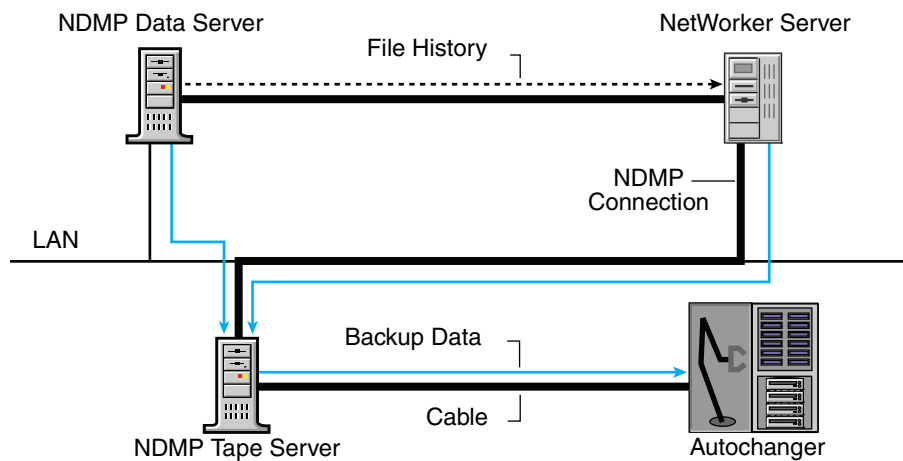 NDMP Data Server
NetWorker Server
File History
NDMP
Connection
LAN
Backup Data
Cable
NDMP Tape Server
Autochanger